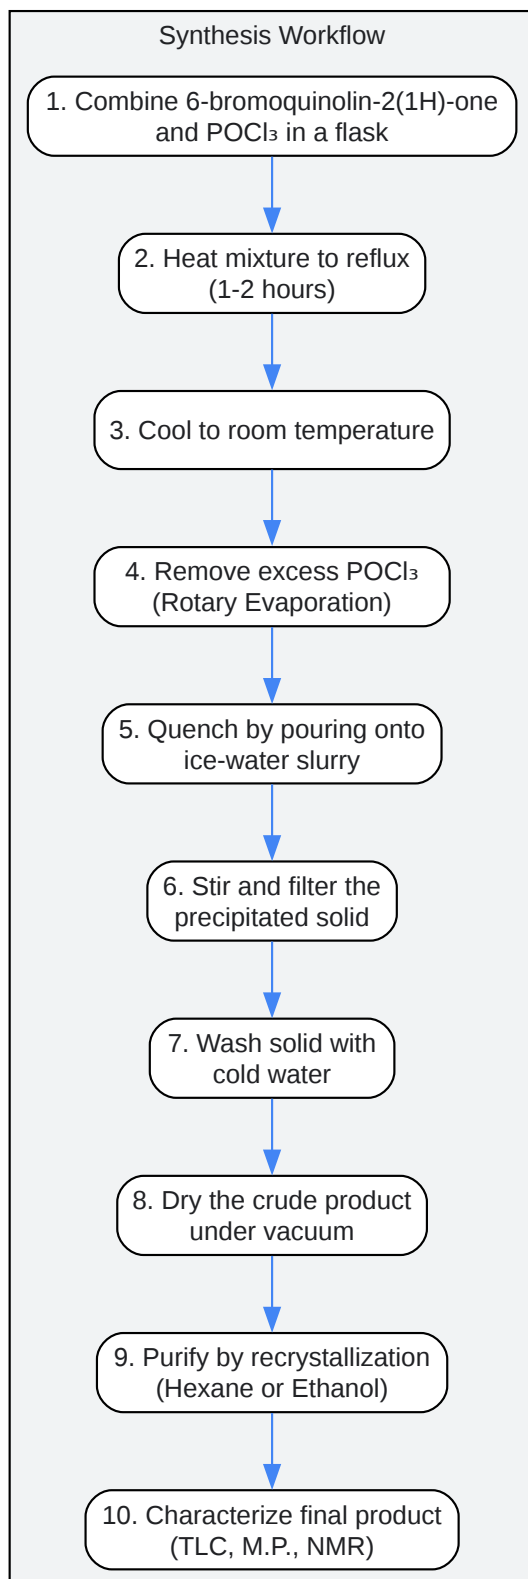 Synthesis Workflow
1. Combine 6-bromoquinolin-2(1H)-one
and POCl₃ in a flask
2. Heat mixture to reflux
(1-2 hours)
3. Cool to room temperature
4. Remove excess POCl₃
(Rotary Evaporation)
5. Quench by pouring onto
ice-water slurry
6. Stir and filter the
precipitated solid
7. Wash solid with
cold water
8. Dry the crude product
under vacuum
9. Purify by recrystallization
(Hexane or Ethanol)
10. Characterize final product
(TLC, M.P., NMR)